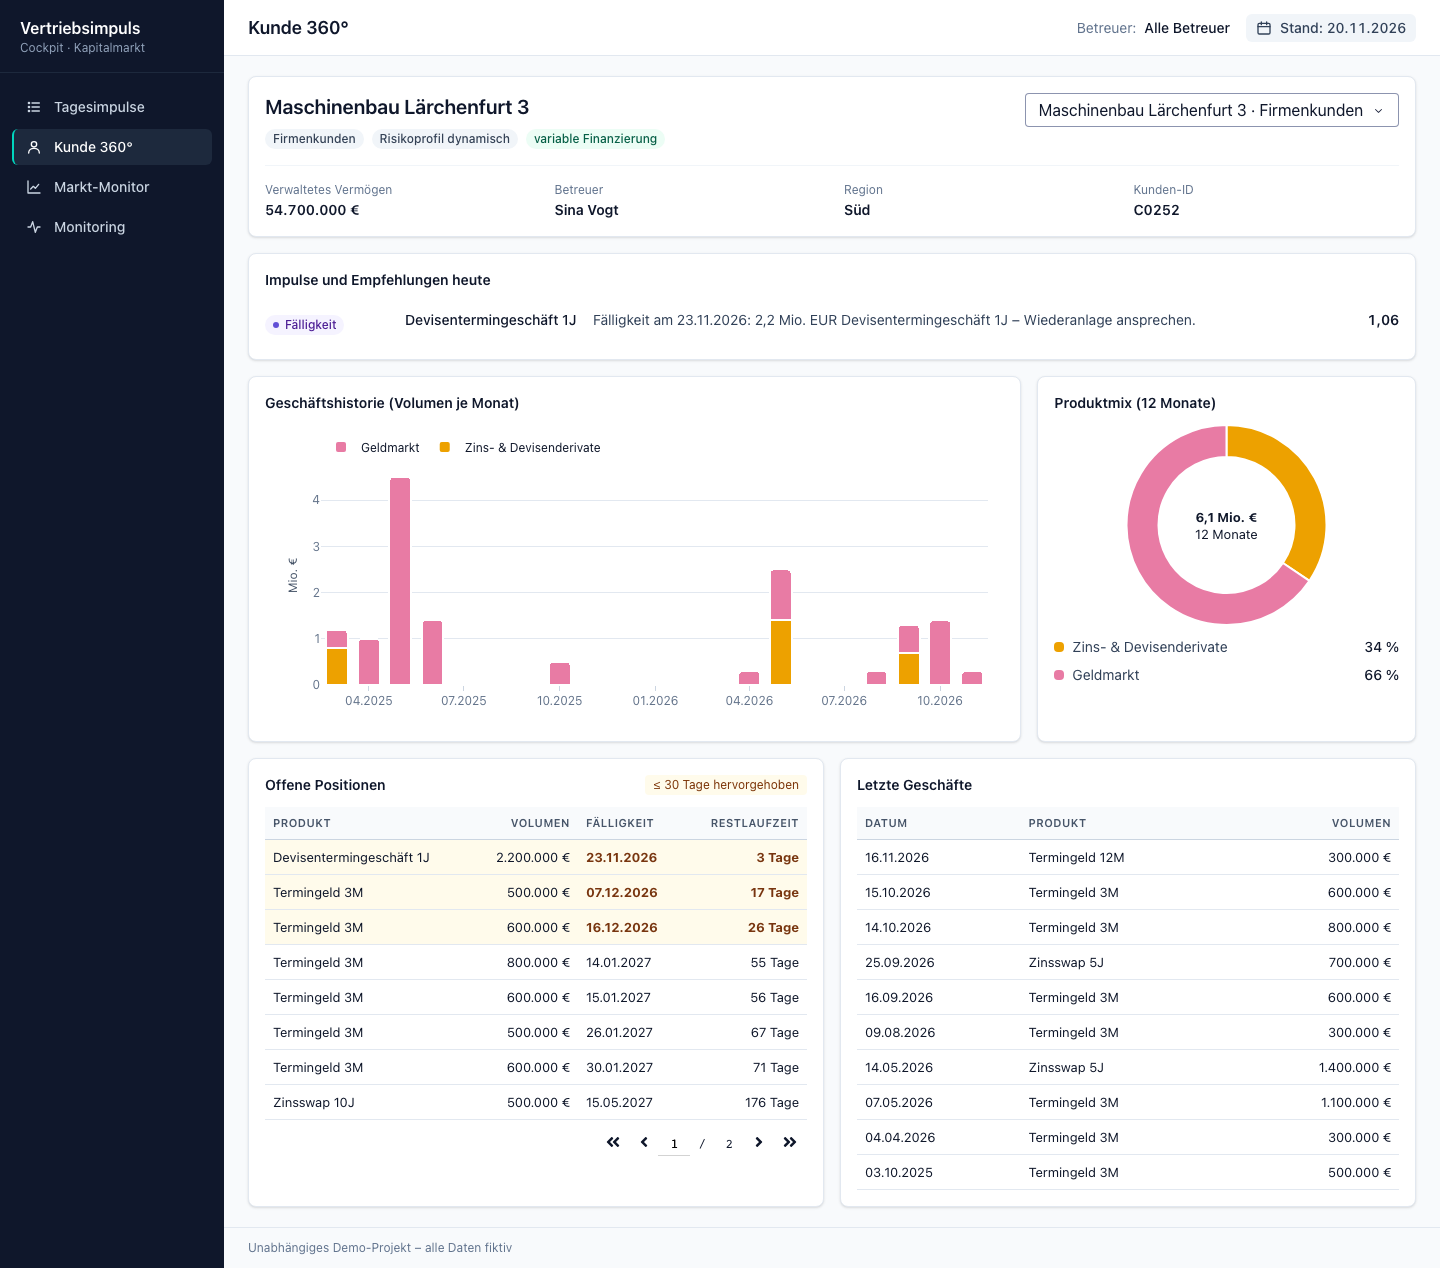 Vertriebsimpuls
Cockpit · Kapitalmarkt
Tagesimpulse
Kunde 360°
Markt-Monitor
Monitoring
Kunde 360°
Betreuer: Alle Betreuer
Stand: 20.11.2026
Maschinenbau Lärchenfurt 3
Maschinenbau Lärchenfurt 3 · Firmenkunden
Firmenkunden Risikoprofil dynamisch variable Finanzierung
Verwaltetes Vermögen Betreuer Region Kunden-ID
54.700.000 € Sina Vogt Süd C0252
Impulse und Empfehlungen heute
Fälligkeit Devisentermingeschäft 1J Fälligkeit am 23.11.2026: 2,2 Mio. EUR Devisentermingeschäft 1J – Wiederanlage ansprechen. 1,06
Geschäftshistorie (Volumen je Monat)
Geldmarkt Zins- & Devisenderivate
Mio. €
4
3
2
1
0
04.2025 07.2025 10.2025 01.2026 04.2026 07.2026 10.2026
Produktmix (12 Monate)
6,1 Mio. €
12 Monate
Zins- & Devisenderivate 34 %
Geldmarkt 66 %
Offene Positionen ≤ 30 Tage hervorgehoben
PRODUKT VOLUMEN FÄLLIGKEIT RESTLAUFZEIT
Devisentermingeschäft 1J 2.200.000 € 23.11.2026 3 Tage
Termingeld 3M 500.000 € 07.12.2026 17 Tage
Termingeld 3M 600.000 € 16.12.2026 26 Tage
Termingeld 3M 800.000 € 14.01.2027 55 Tage
Termingeld 3M 600.000 € 15.01.2027 56 Tage
Termingeld 3M 500.000 € 26.01.2027 67 Tage
Termingeld 3M 600.000 € 30.01.2027 71 Tage
Zinsswap 10J 500.000 € 15.05.2027 176 Tage
1 / 2
Letzte Geschäfte
DATUM PRODUKT VOLUMEN
16.11.2026 Termingeld 12M 300.000 €
15.10.2026 Termingeld 3M 600.000 €
14.10.2026 Termingeld 3M 800.000 €
25.09.2026 Zinsswap 5J 700.000 €
16.09.2026 Termingeld 3M 600.000 €
09.08.2026 Termingeld 3M 300.000 €
14.05.2026 Zinsswap 5J 1.400.000 €
07.05.2026 Termingeld 3M 1.100.000 €
04.04.2026 Termingeld 3M 300.000 €
03.10.2025 Termingeld 3M 500.000 €
Unabhängiges Demo-Projekt – alle Daten fiktiv